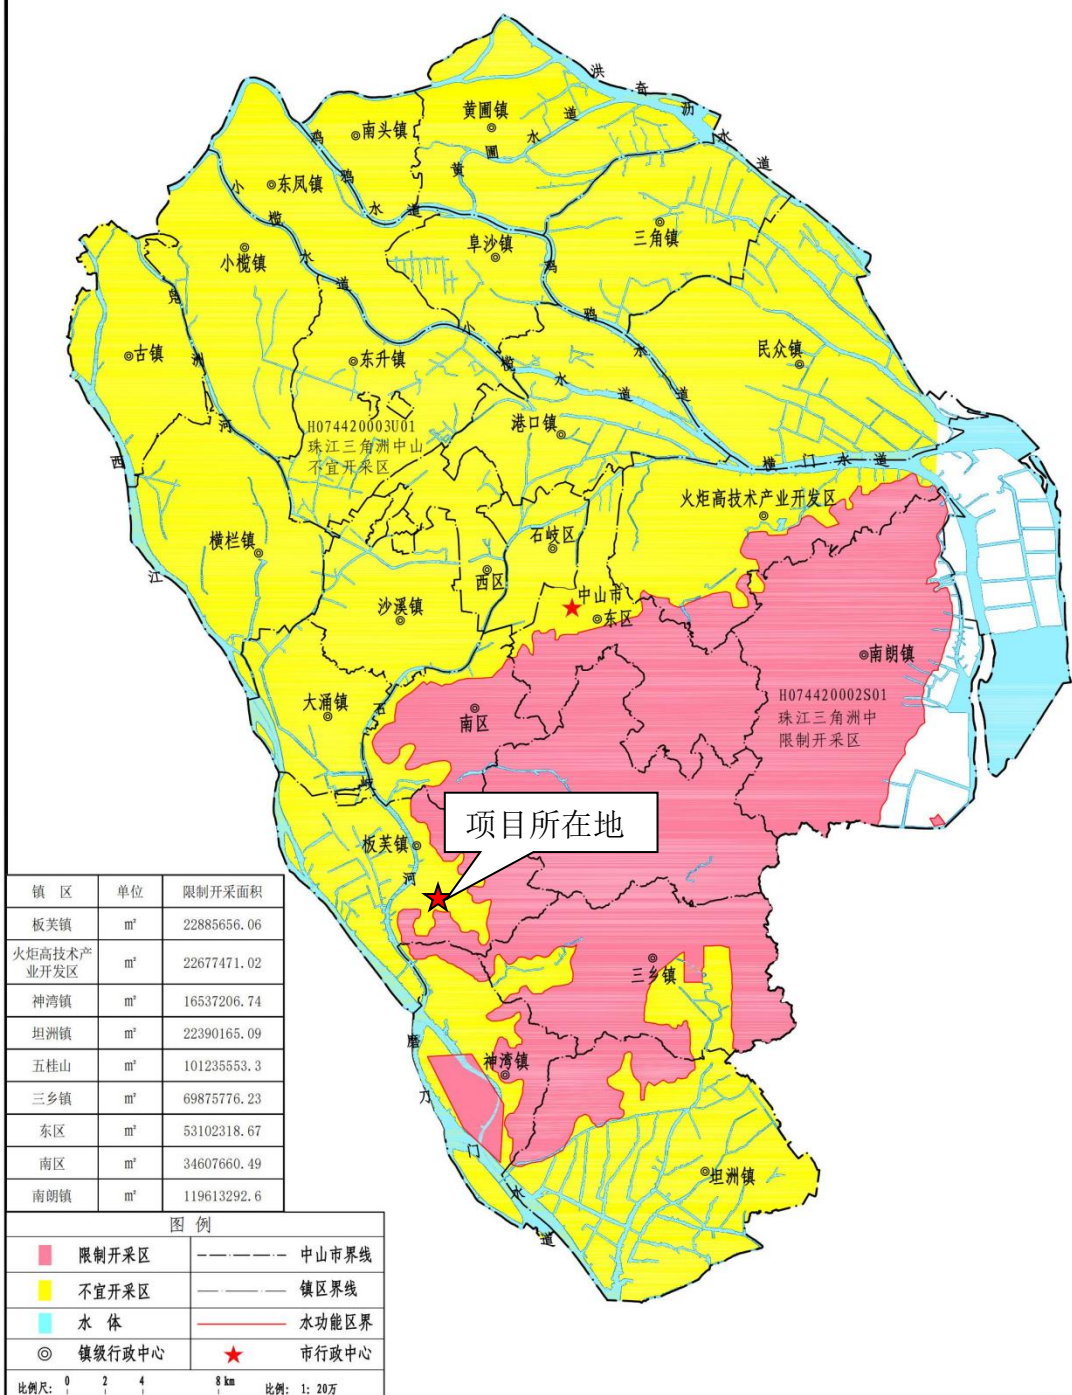 洪奇沥水道
黄圃镇
南头镇
黄圃水道
鸡鸦水道
东凤镇
小榄水道
三角镇
阜沙镇
小榄镇
鸡鸦水道
凫洲河
古镇
东升镇
小榄水道
民众镇
H074420003U01
珠江三角洲中山
不宜开采区
港口镇
西江
横门水道
火炬高技术产业开发区
横栏镇
石岐区
西区
中山市
东区
沙溪镇
南朗镇
H074420002S01
珠江三角洲中
限制开采区
大涌镇
南区
石岐河
项目所在地
板芙镇
三乡镇
神湾镇
磨刀门水道
坦洲镇
镇 区 单位 限制开采面积
板芙镇 m² 22885656.06
火炬高技术产
业开发区 m² 22677471.02
神湾镇 m² 16537206.74
坦洲镇 m² 22390165.09
五桂山 m² 101235553.3
三乡镇 m² 69875776.23
东区 m² 53102318.67
南区 m² 34607660.49
南朗镇 m² 119613292.6
图 例
限制开采区 中山市界线
不宜开采区 镇区界线
水 体 水功能区界
镇级行政中心 市行政中心
比例尺: 0 2 4 8 km 比例: 1: 20万